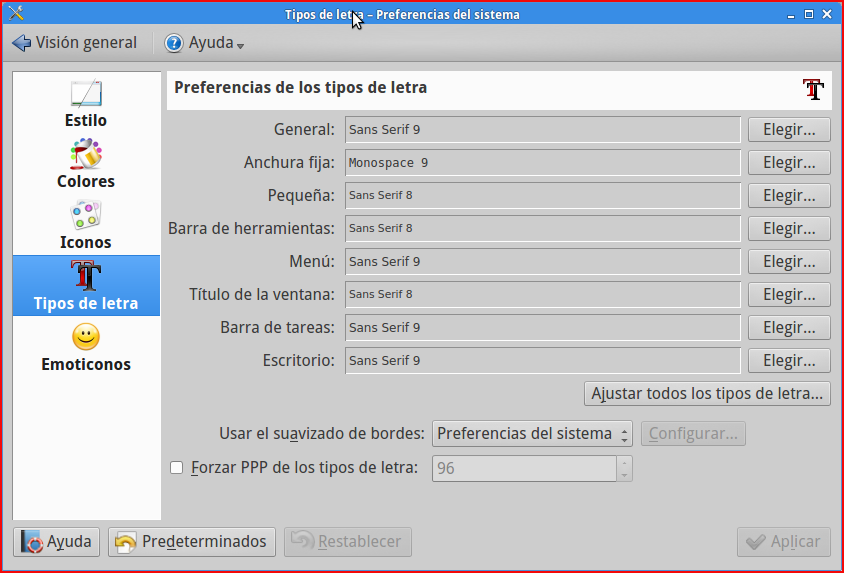 Tipos de letra – Preferencias del sistema
Visión general Ayuda
Estilo
Colores
Iconos
Tipos de letra
Emoticonos
Preferencias de los tipos de letra
General: Sans Serif 9 Elegir...
Anchura fija: Monospace 9 Elegir...
Pequeña: Sans Serif 8 Elegir...
Barra de herramientas: Sans Serif 8 Elegir...
Menú: Sans Serif 9 Elegir...
Título de la ventana: Sans Serif 8 Elegir...
Barra de tareas: Sans Serif 9 Elegir...
Escritorio: Sans Serif 9 Elegir...
Ajustar todos los tipos de letra...
Usar el suavizado de bordes: Preferencias del sistema Configurar...
Forzar PPP de los tipos de letra: 96
Ayuda Predeterminados Restablecer Aplicar